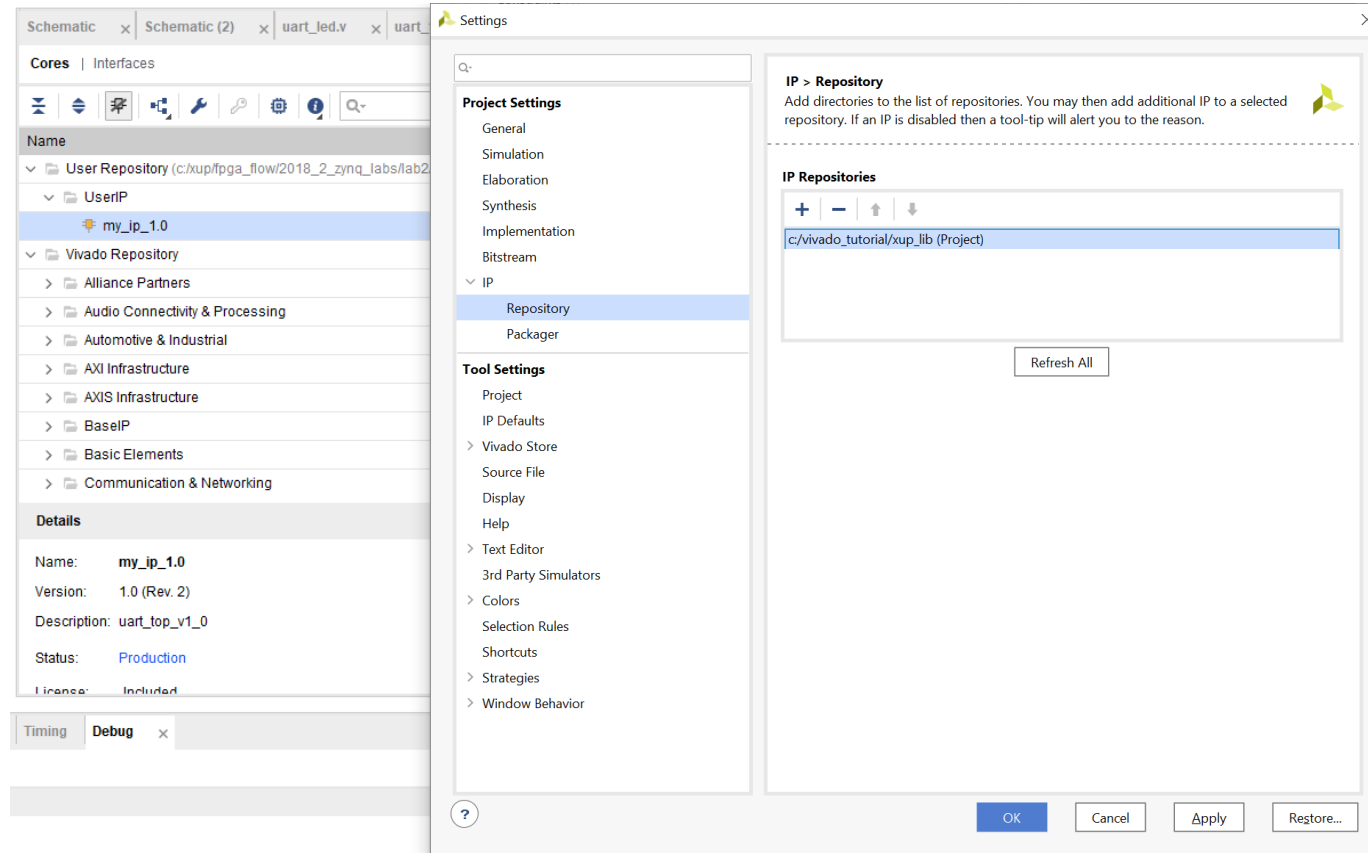 Schematic
Schematic (2)
uart_led.v
uart_
Cores | Interfaces
Name
User Repository (c:/xup/fpga_flow/2018_2_zynq_labs/lab2
UserIP
my_ip_1.0
Vivado Repository
Alliance Partners
Audio Connectivity & Processing
Automotive & Industrial
AXI Infrastructure
AXIS Infrastructure
BaseIP
Basic Elements
Communication & Networking
Details
Name: my_ip_1.0
Version: 1.0 (Rev. 2)
Description: uart_top_v1_0
Status: Production
License: Included
Timing
Debug
Settings
Project Settings
General
Simulation
Elaboration
Synthesis
Implementation
Bitstream
IP
Repository
Packager
Tool Settings
Project
IP Defaults
Vivado Store
Source File
Display
Help
Text Editor
3rd Party Simulators
Colors
Selection Rules
Shortcuts
Strategies
Window Behavior
IP > Repository
Add directories to the list of repositories. You may then add additional IP to a selected
repository. If an IP is disabled then a tool-tip will alert you to the reason.
IP Repositories
c:/vivado_tutorial/xup_lib (Project)
Refresh All
?
OK
Cancel
Apply
Restore...